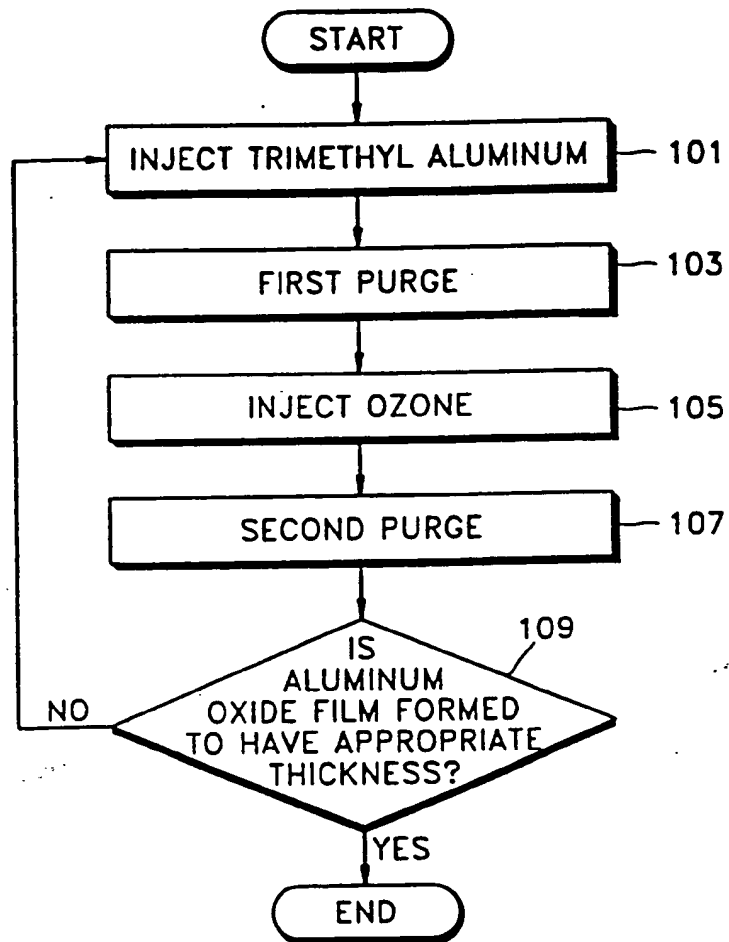 START
INJECT TRIMETHYL ALUMINUM
101
FIRST PURGE
103
INJECT OZONE
105
SECOND PURGE
107
109
IS
ALUMINUM
OXIDE FILM FORMED
TO HAVE APPROPRIATE
THICKNESS?
NO
YES
END